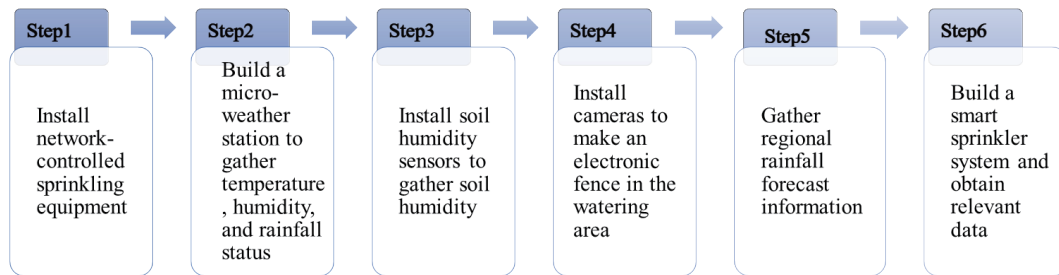 Step1
Install
network-
controlled
sprinkling
equipment
Step2
Build a
micro-
weather
station to
gather
temperature
, humidity,
and rainfall
status
Step3
Install soil
humidity
sensors to
gather soil
humidity
Step4
Install
cameras to
make an
electronic
fence in the
watering
area
Step5
Gather
regional
rainfall
forecast
information
Step6
Build a
smart
sprinkler
system and
obtain
relevant
data